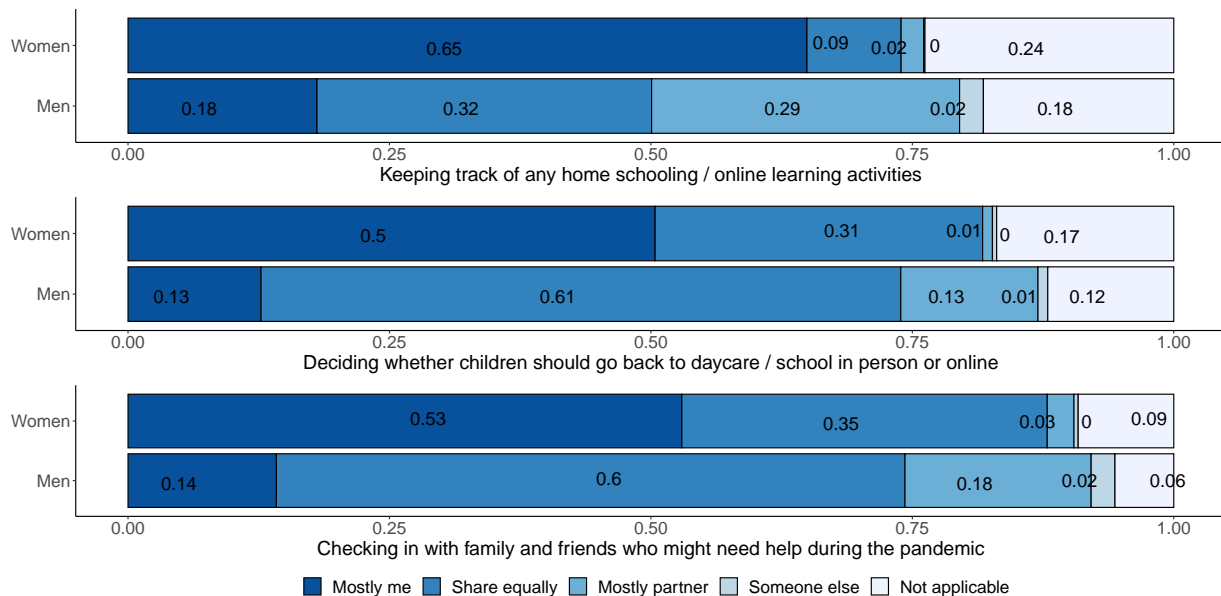 Women 0.65 0.09 0.02 0 0.24
Men 0.18 0.32 0.29 0.02 0.18
0.00 0.25 0.50 0.75 1.00
Keeping track of any home schooling / online learning activities
Women 0.5 0.31 0.01 0 0.17
Men 0.13 0.61 0.13 0.01 0.12
0.00 0.25 0.50 0.75 1.00
Deciding whether children should go back to daycare / school in person or online
Women 0.53 0.35 0.03 0 0.09
Men 0.14 0.6 0.18 0.02 0.06
0.00 0.25 0.50 0.75 1.00
Checking in with family and friends who might need help during the pandemic
Mostly me Share equally Mostly partner Someone else Not applicable